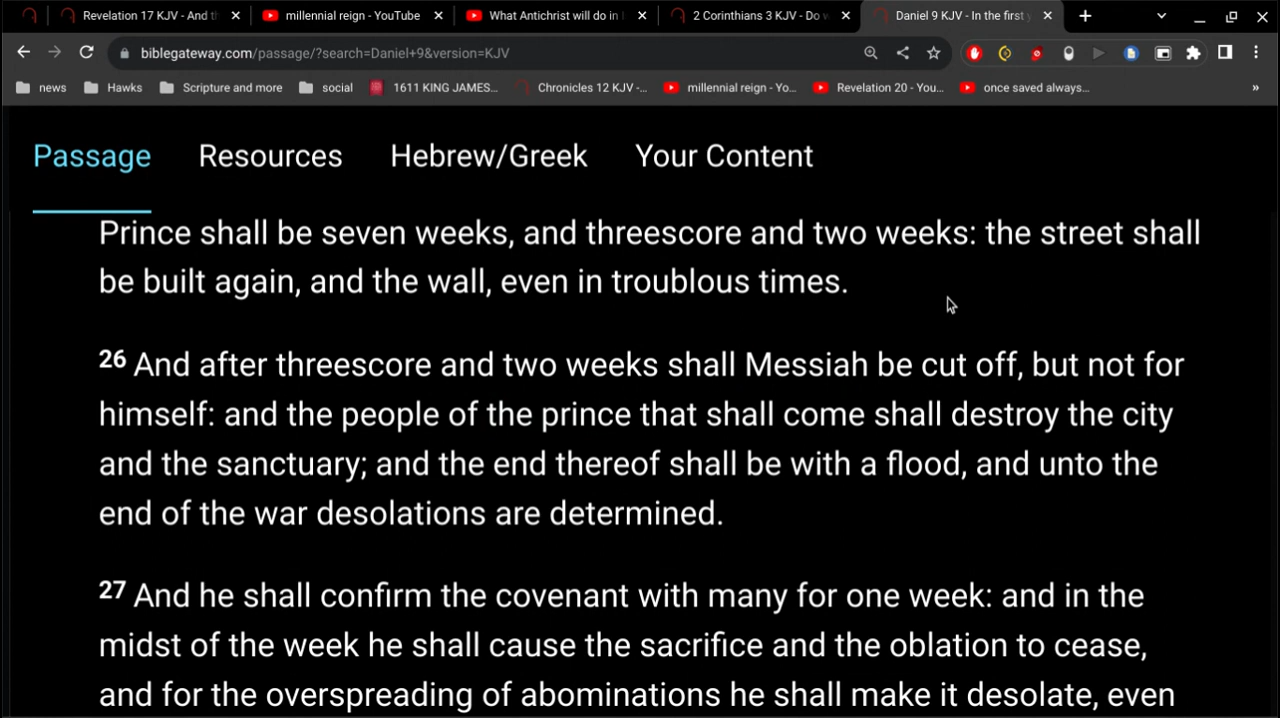 Revelation 17 KJV - And th
millennial reign - YouTube
What Antichrist will do in
2 Corinthians 3 KJV - Do w
Daniel 9 KJV - In the first y
biblegateway.com/passage/?search=Daniel+9&version=KJV
news
Hawks
Scripture and more
social
1611 KING JAMES...
Chronicles 12 KJV -...
millennial reign - Yo...
Revelation 20 - You...
once saved always...
Passage
Resources
Hebrew/Greek
Your Content
Prince shall be seven weeks, and threescore and two weeks: the street shall
be built again, and the wall, even in troublous times.
26 And after threescore and two weeks shall Messiah be cut off, but not for
himself: and the people of the prince that shall come shall destroy the city
and the sanctuary; and the end thereof shall be with a flood, and unto the
end of the war desolations are determined.
27 And he shall confirm the covenant with many for one week: and in the
midst of the week he shall cause the sacrifice and the oblation to cease,
and for the overspreading of abominations he shall make it desolate, even